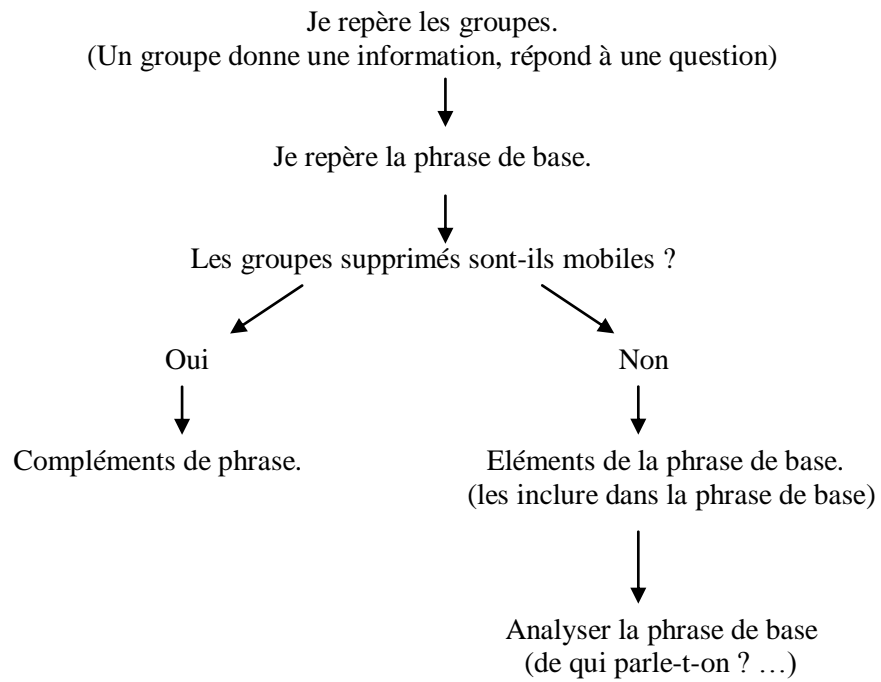 Je repère les groupes.
(Un groupe donne une information, répond à une question)
Je repère la phrase de base.
Les groupes supprimés sont-ils mobiles ?
Oui
Non
Compléments de phrase.
Eléments de la phrase de base.
(les inclure dans la phrase de base)
Analyser la phrase de base
(de qui parle-t-on ? …)